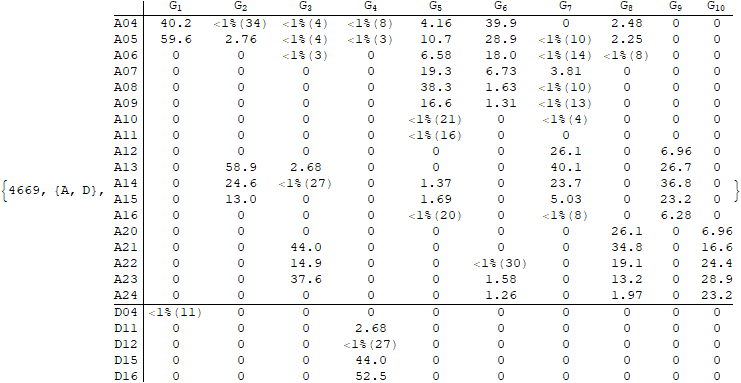 G1 G2 G3 G4 G5 G6 G7 G8 G9 G10
A04 40.2 <1%(34) <1%(4) <1%(8) 4.16 39.9 0 2.48 0 0
A05 59.6 2.76 <1%(4) <1%(3) 10.7 28.9 <1%(10) 2.25 0 0
A06 0 0 <1%(3) 0 6.58 18.0 <1%(14) <1%(8) 0 0
A07 0 0 0 0 19.3 6.73 3.81 0 0 0
A08 0 0 0 0 38.3 1.63 <1%(10) 0 0 0
A09 0 0 0 0 16.6 1.31 <1%(13) 0 0 0
A10 0 0 0 0 <1%(21) 0 <1%(4) 0 0 0
A11 0 0 0 0 <1%(16) 0 0 0 0 0
A12 0 0 0 0 0 0 26.1 0 6.96 0
A13 0 58.9 2.68 0 0 0 40.1 0 26.7 0
{4669, {A, D}, A14 0 24.6 <1%(27) 0 1.37 0 23.7 0 36.8 0 }
A15 0 13.0 0 0 1.69 0 5.03 0 23.2 0
A16 0 0 0 0 <1%(20) 0 <1%(8) 0 6.28 0
A20 0 0 0 0 0 0 0 26.1 0 6.96
A21 0 0 44.0 0 0 0 0 34.8 0 16.6
A22 0 0 14.9 0 0 <1%(30) 0 19.1 0 24.4
A23 0 0 37.6 0 0 1.58 0 13.2 0 28.9
A24 0 0 0 0 0 1.26 0 1.97 0 23.2
D04 <1%(11) 0 0 0 0 0 0 0 0 0
D11 0 0 0 2.68 0 0 0 0 0 0
D12 0 0 0 <1%(27) 0 0 0 0 0 0
D15 0 0 0 44.0 0 0 0 0 0 0
D16 0 0 0 52.5 0 0 0 0 0 0